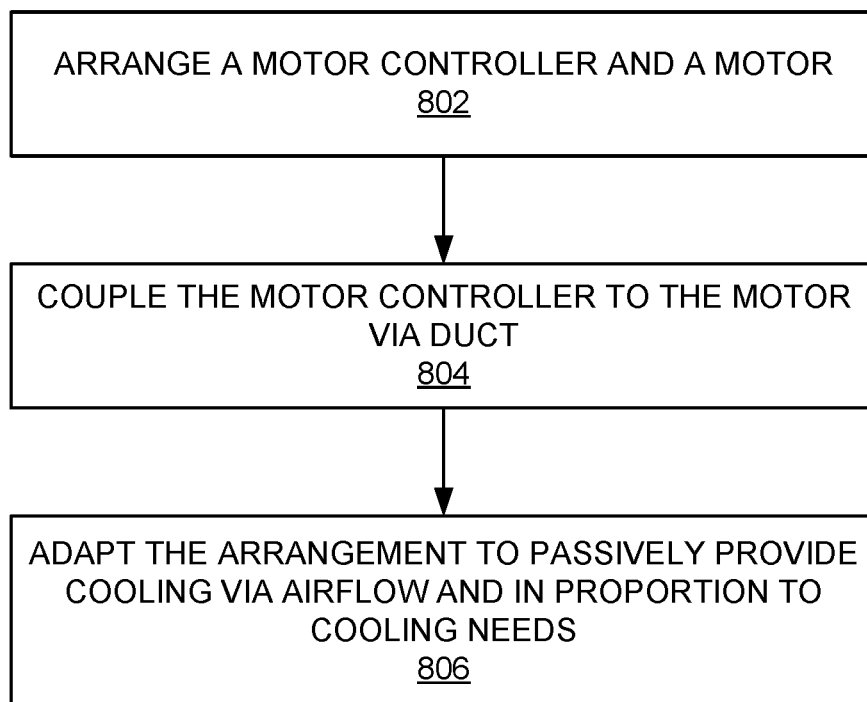 ARRANGE A MOTOR CONTROLLER AND A MOTOR
802
COUPLE THE MOTOR CONTROLLER TO THE MOTOR
VIA DUCT
804
ADAPT THE ARRANGEMENT TO PASSIVELY PROVIDE
COOLING VIA AIRFLOW AND IN PROPORTION TO
COOLING NEEDS
806